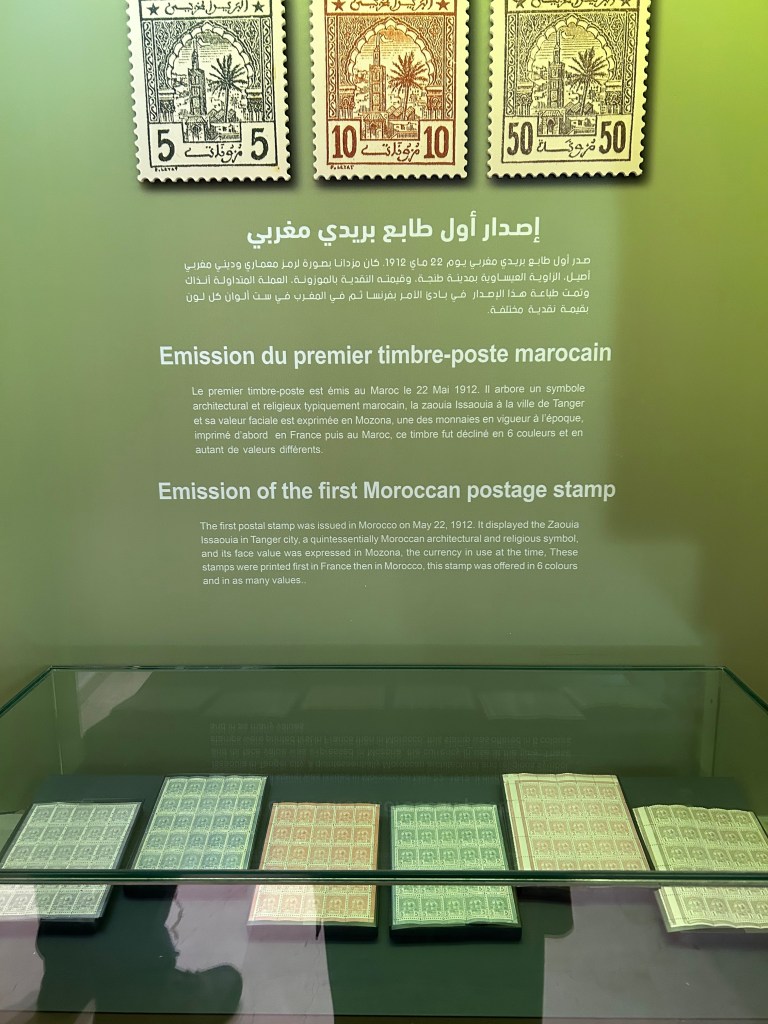 5 موزونات 5
10 موزونات 10
50 موزونة 50
إصدار أول طابع بريدي مغربي
صدر أول طابع بريدي مغربي يوم 22 ماي 1912. كان مزدانا بصورة لرمز معماري وديني مغربي
أصيل، الزاوية العيساوية بمدينة طنجة، وقيمته النقدية بالموزونة، العملة المتداولة آنذاك
وتمت طباعة هذا الإصدار في بادئ الأمر بفرنسا ثم في المغرب في ست ألوان كل لون
بقيمة نقدية مختلفة.
Emission du premier timbre-poste marocain
Le premier timbre-poste est émis au Maroc le 22 Mai 1912. Il arbore un symbole
architectural et religieux typiquement marocain, la zaouia Issaouia à la ville de Tanger
et sa valeur faciale est exprimée en Mozona, une des monnaies en vigueur à l'époque,
imprimé d'abord en France puis au Maroc, ce timbre fut décliné en 6 couleurs et en
autant de valeurs différents.
Emission of the first Moroccan postage stamp
The first postal stamp was issued in Morocco on May 22, 1912. It displayed the Zaouia
Issaouia in Tanger city, a quintessentially Moroccan architectural and religious symbol,
and its face value was expressed in Mozona, the currency in use at the time, These
stamps were printed first in France then in Morocco, this stamp was offered in 6 colours
and in as many values..